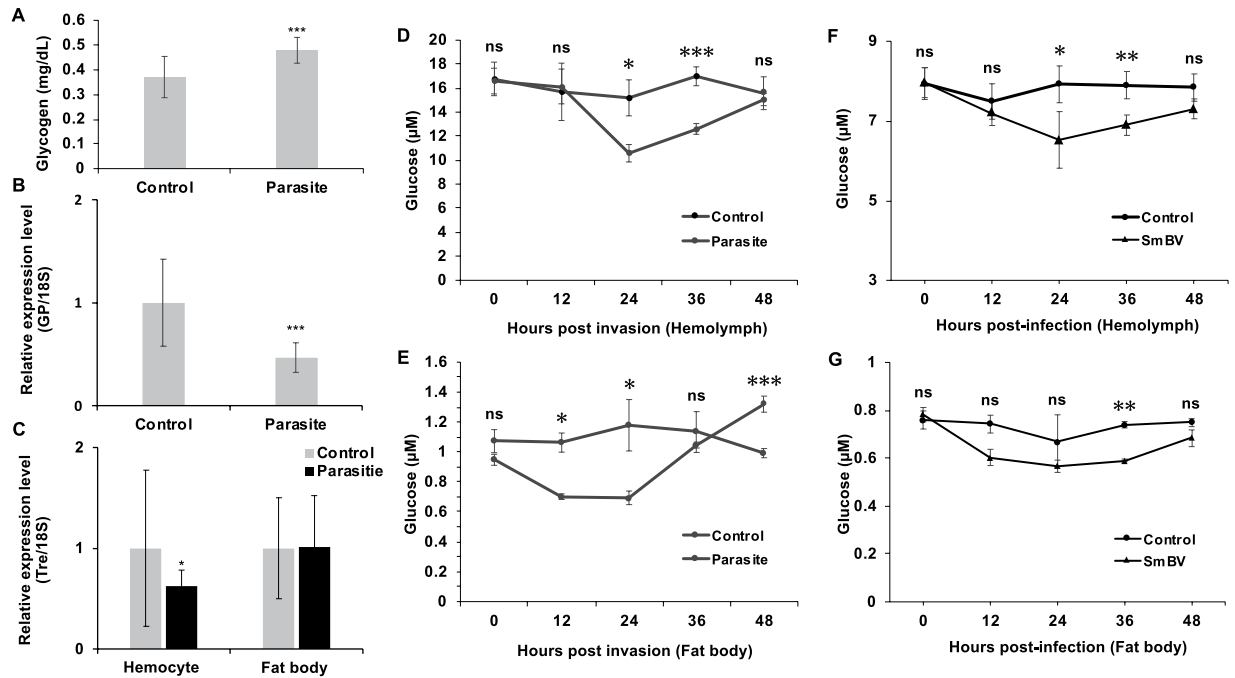 A
Glycogen (mg/dL)
0.6
0.5
0.4
0.3
0.2
0.1
0
***
Control Parasite
B
Relative expression level
(GP/18S)
2
1
0
***
Control Parasite
C
Relative expression level
(Tre/18S)
2
1
0
Control
Parasitie
*
Hemocyte Fat body
D
Glucose (μM)
20
18
16
14
12
10
8
6
4
2
0
ns ns * *** ns
Control
Parasite
0 12 24 36 48
Hours post invasion (Hemolymph)
E
Glucose (μM)
1.6
1.4
1.2
1
0.8
0.6
0.4
0.2
0
ns * * ns ***
Control
Parasite
0 12 24 36 48
Hours post invasion (Fat body)
F
Glucose (μM)
9
7
5
3
ns ns * ** ns
Control
SmBV
0 12 24 36 48
Hours post-infection (Hemolymph)
G
Glucose (μM)
1
0.8
0.6
0.4
0.2
0
ns ns ns ** ns
Control
SmBV
0 12 24 36 48
Hours post-infection (Fat body)